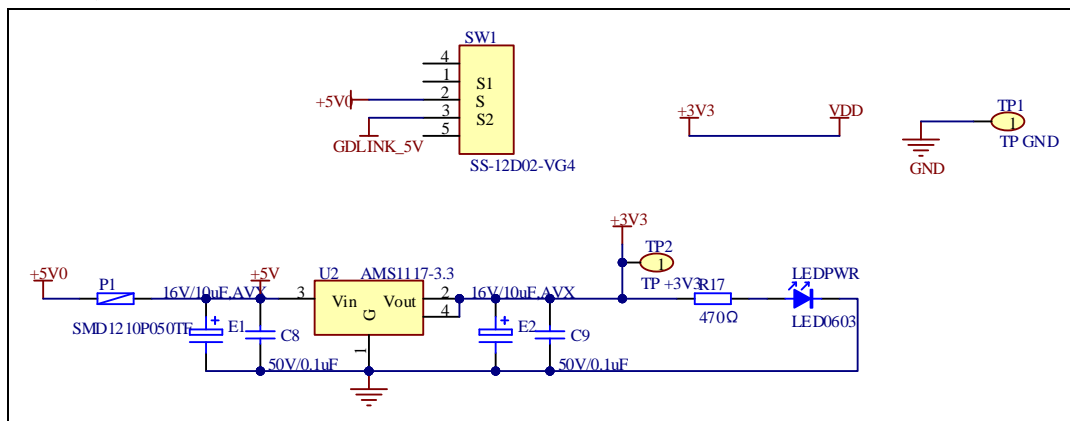 SW1
4
1
S1
+5V0
2
S
3
S2
GDLINK_5V
5
SS-12D02-VG4
+3V3
VDD
TP1
1
TP GND
GND
+3V3
TP2
1
TP +3V3
+5V0
P1
+5V
U2
AMS1117-3.3
LEDPWR
16V/10uF,AVX
3
Vin
Vout
2
16V/10uF,AVX
R17
4
G
SMD1210P050TF
E1
C8
E2
C9
470Ω
LED0603
1
50V/0.1uF
50V/0.1uF